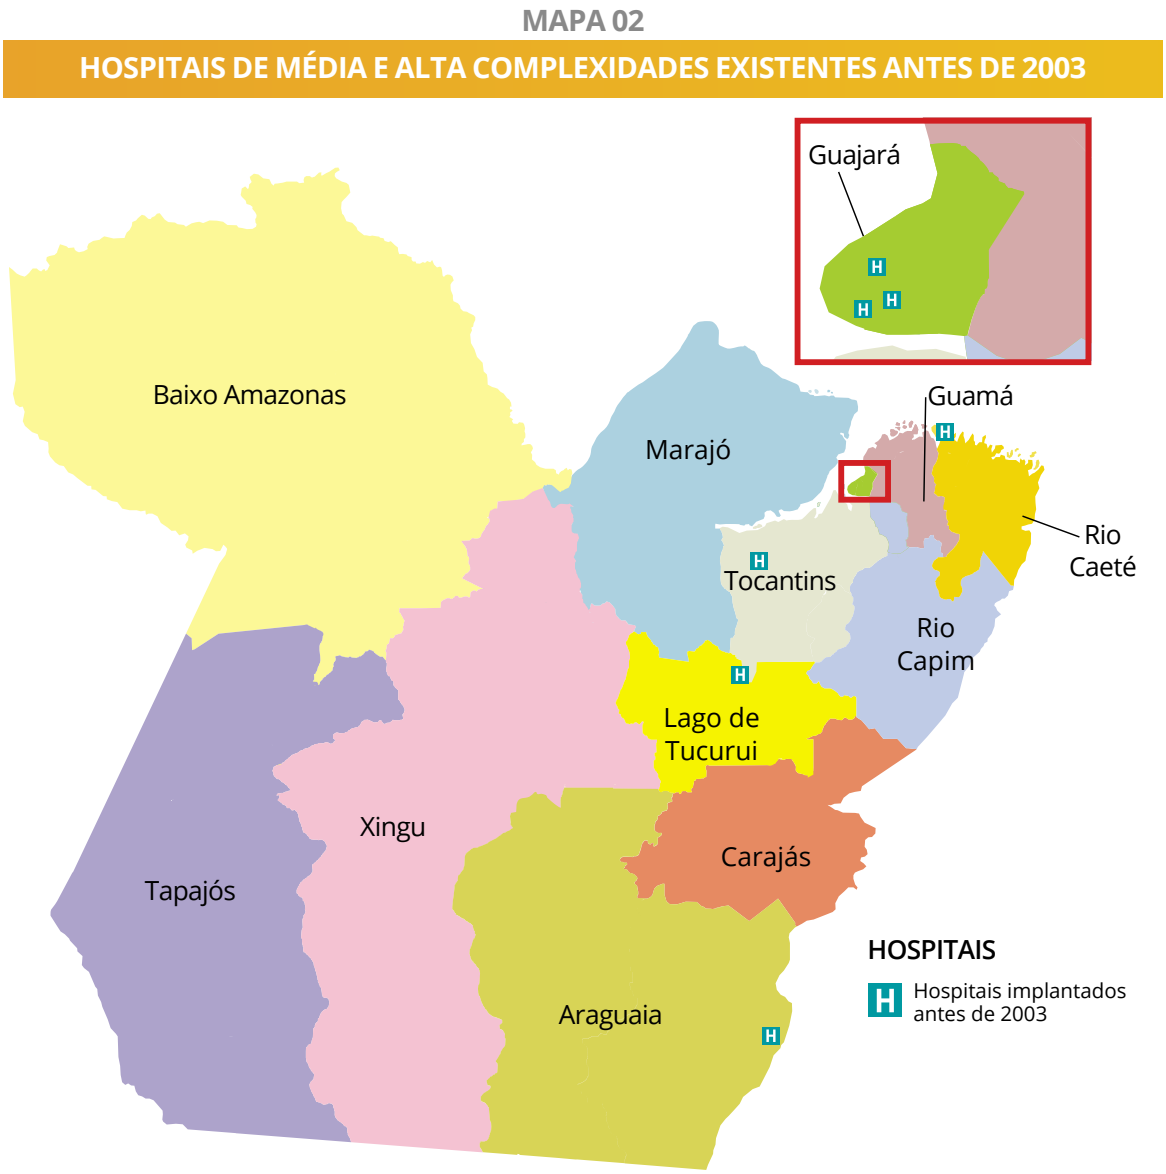 MAPA 02
HOSPITAIS DE MÉDIA E ALTA COMPLEXIDADES EXISTENTES ANTES DE 2003
Guajará
H
H
H
Baixo Amazonas
Guamá
H
Marajó
Rio
Caeté
H
Tocantins
Rio
Capim
H
Lago de
Tucurui
Xingu
Carajás
Tapajós
HOSPITAIS
H Hospitais implantados
antes de 2003
Araguaia
H